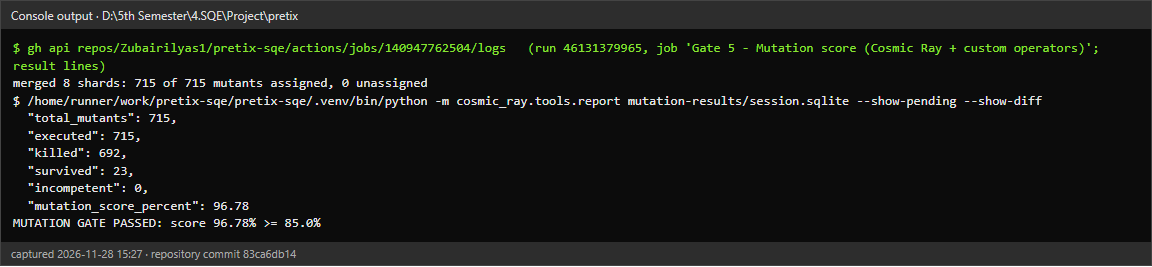 Console output · D:\5th Semester\4.SQE\Project\pretix
$ gh api repos/Zubairilyas1/pretix-sqe/actions/jobs/140947762504/logs   (run 46131379965, job 'Gate 5 - Mutation score (Cosmic Ray + custom operators)';
result lines)
merged 8 shards: 715 of 715 mutants assigned, 0 unassigned
$ /home/runner/work/pretix-sqe/pretix-sqe/.venv/bin/python -m cosmic_ray.tools.report mutation-results/session.sqlite --show-pending --show-diff
  "total_mutants": 715,
  "executed": 715,
  "killed": 692,
  "survived": 23,
  "incompetent": 0,
  "mutation_score_percent": 96.78
MUTATION GATE PASSED: score 96.78% >= 85.0%
captured 2026-11-28 15:27 · repository commit 83ca6db14